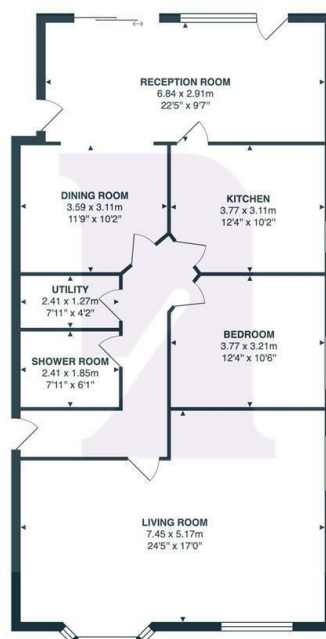 RECEPTION ROOM
6.84 x 2.91m
22'5" x 9'7"
DINING ROOM
3.59 x 3.11m
11'9" x 10'2"
KITCHEN
3.77 x 3.11m
12'4" x 10'2"
UTILITY
2.41 x 1.27m
7'11" x 4'2"
BEDROOM
3.77 x 3.21m
12'4" x 10'6"
SHOWER ROOM
2.41 x 1.85m
7'11" x 6'1"
LIVING ROOM
7.45 x 5.17m
24'5" x 17'0"